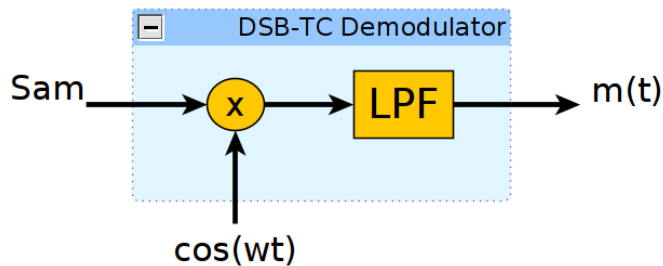 DSB-TC Demodulator
Sam
x
LPF
m(t)
cos(wt)